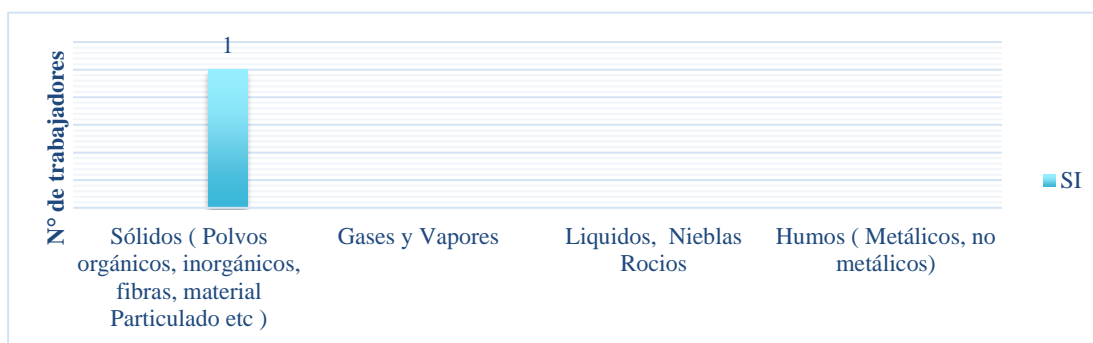 1
N° de trabajadores
SI
Sólidos ( Polvos
orgánicos, inorgánicos,
fibras, material
Particulado etc )
Gases y Vapores
Liquidos,  Nieblas
Rocios
Humos ( Metálicos, no
metálicos)